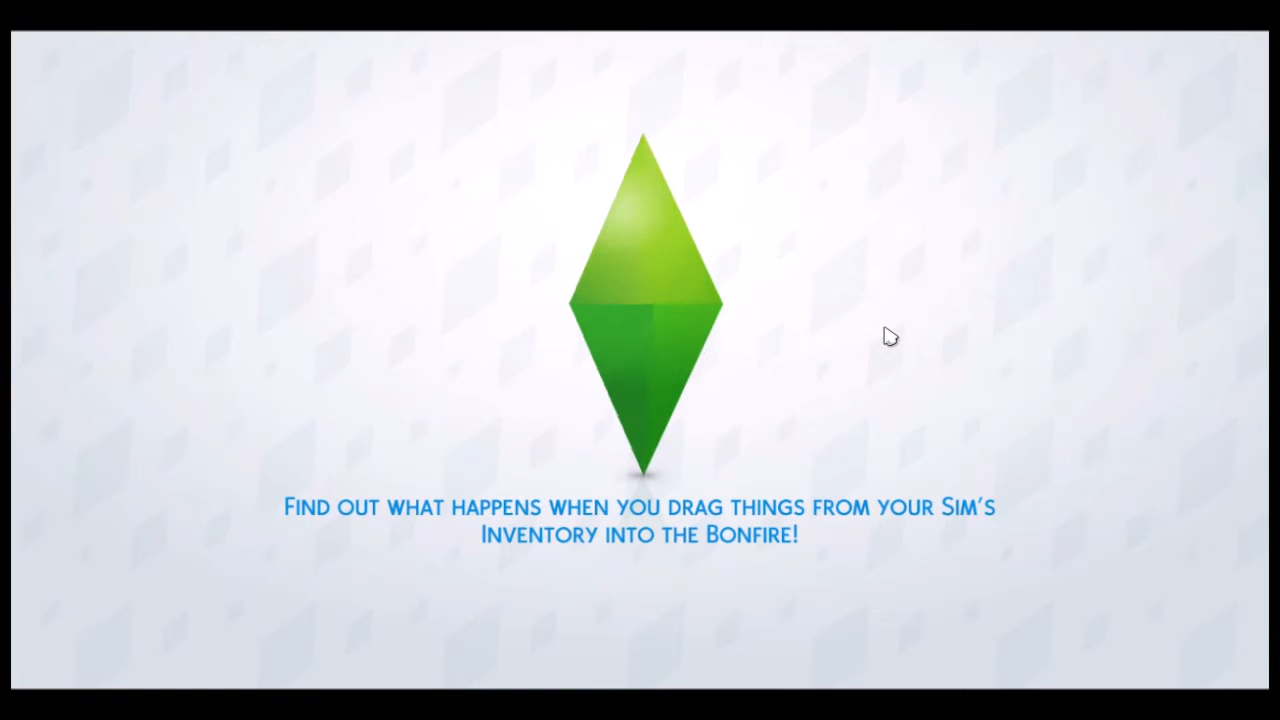 Find out what happens when you drag things from your Sim's
Inventory into the Bonfire!